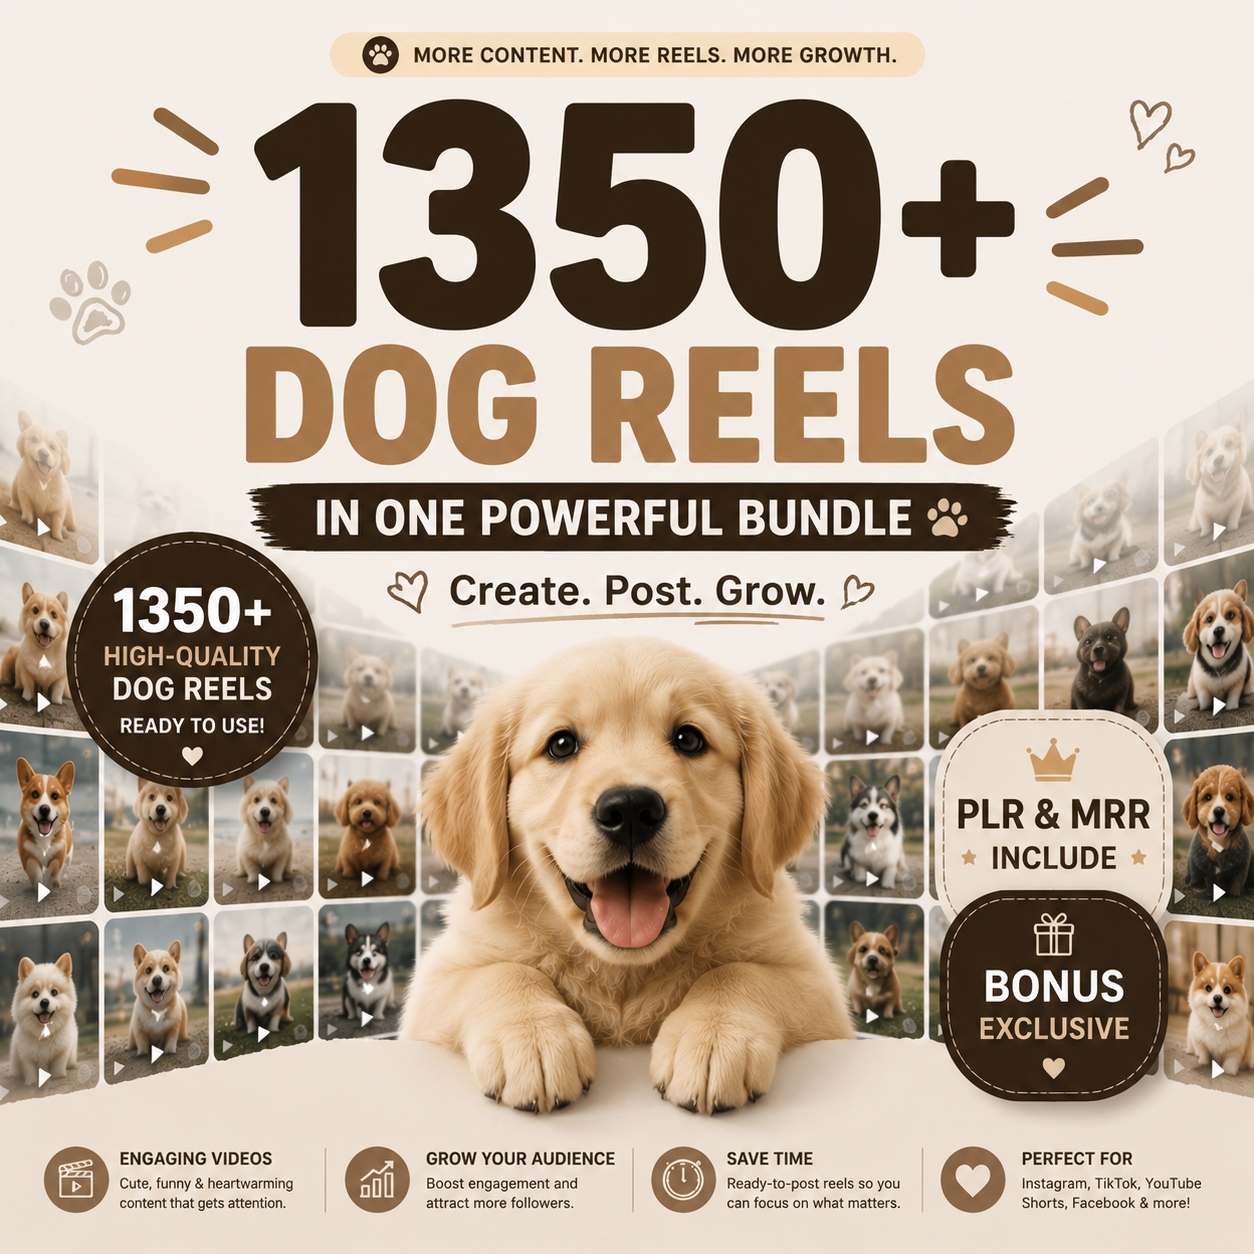 MORE CONTENT. MORE REELS. MORE GROWTH.
1350+
DOG REELS
IN ONE POWERFUL BUNDLE
Create. Post. Grow.
1350+
HIGH-QUALITY
DOG REELS
READY TO USE!
PLR & MRR
INCLUDE
BONUS
EXCLUSIVE
ENGAGING VIDEOS
Cute, funny & heartwarming
content that gets attention.
GROW YOUR AUDIENCE
Boost engagement and
attract more followers.
SAVE TIME
Ready-to-post reels so you
can focus on what matters.
PERFECT FOR
Instagram, TikTok, YouTube
Shorts, Facebook & more!